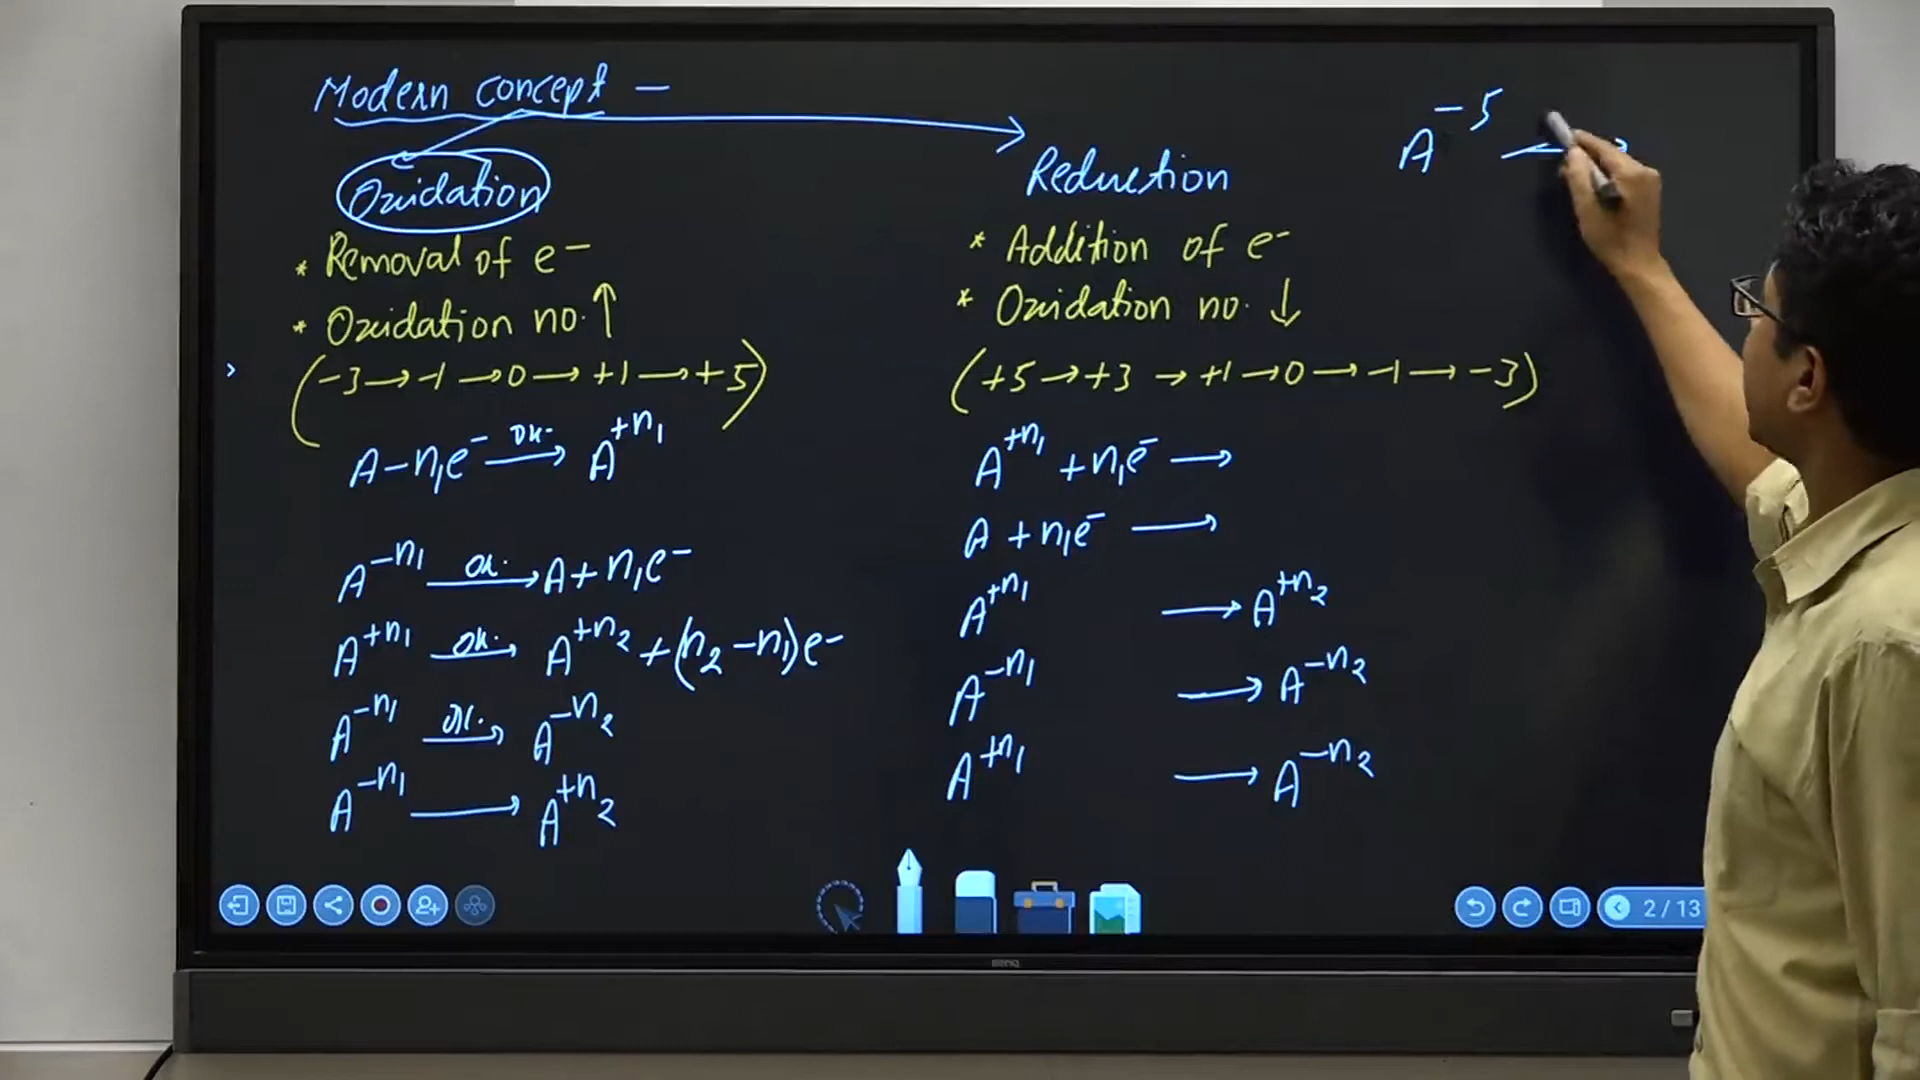 Modern concept —
A^-5 →
Oxidation
Reduction
* Removal of e-
* Oxidation no. ↑
(-3 → -1 → 0 → +1 → +5)
A - n₁e⁻ —ox.→ A^+n₁
A^-n₁ —ox.→ A + n₁e⁻
A^+n₁ —ox.→ A^+n₂ + (n₂ - n₁)e⁻
A^-n₁ —ox.→ A^-n₂
A^-n₁ → A^+n₂
* Addition of e-
* Oxidation no. ↓
(+5 → +3 → +1 → 0 → -1 → -3)
A^+n₁ + n₁e⁻ →
A + n₁e⁻ →
A^+n₁ → A^+n₂
A^-n₁ → A^-n₂
A^+n₁ → A^-n₂
2 / 13
BenQ